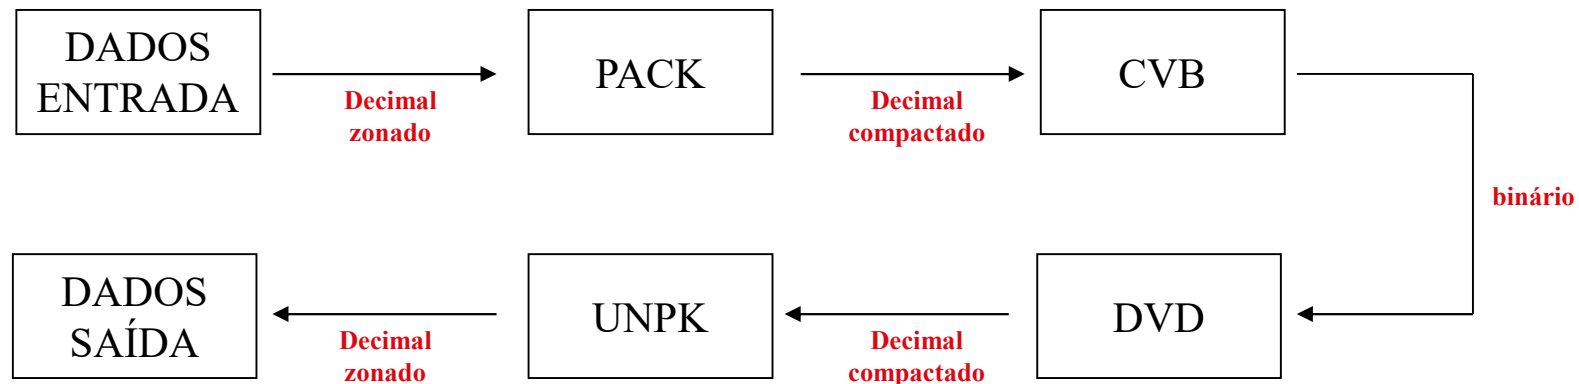 DADOS
ENTRADA
Decimal
zonado
PACK
Decimal
compactado
CVB
binário
DADOS
SAÍDA
Decimal
zonado
UNPK
Decimal
compactado
DVD